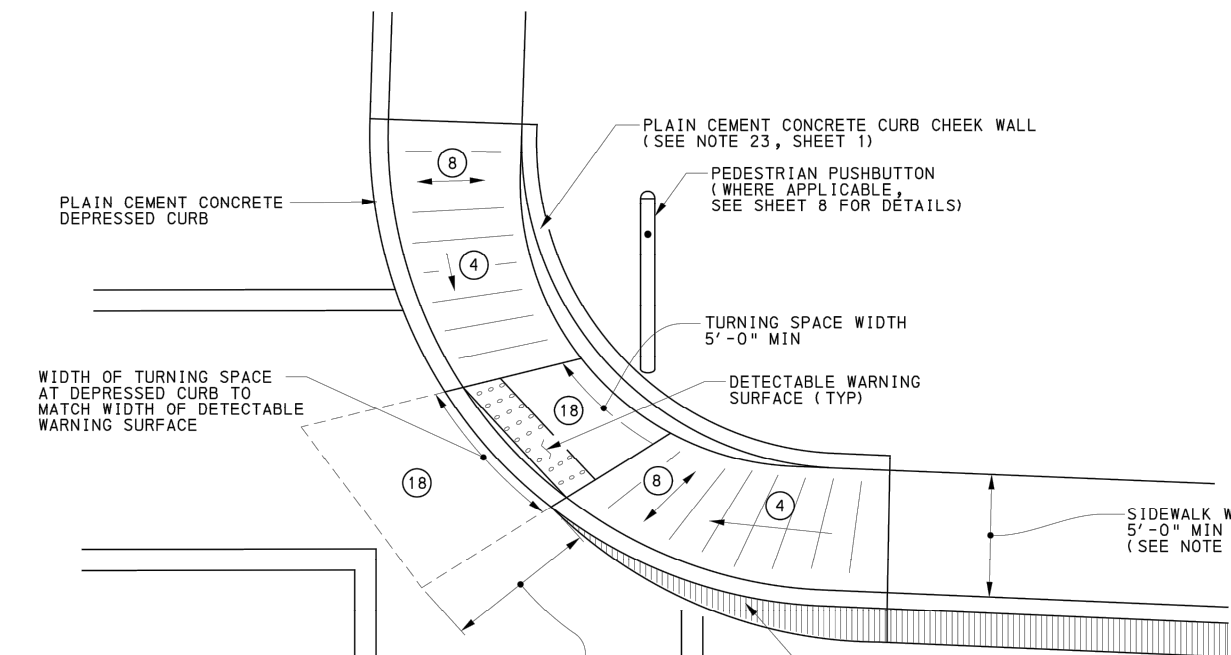 PLAIN CEMENT CONCRETE CURB CHEEK WALL
(SEE NOTE 23, SHEET 1)
8
PEDESTRIAN PUSHBUTTON
(WHERE APPLICABLE,
SEE SHEET 8 FOR DETAILS)
PLAIN CEMENT CONCRETE
DEPRESSED CURB
4
TURNING SPACE WIDTH
5'-0" MIN
WIDTH OF TURNING SPACE
AT DEPRESSED CURB TO
MATCH WIDTH OF DETECTABLE
WARNING SURFACE
DETECTABLE WARNING
SURFACE (TYP)
18
18
8
4
SIDEWALK W
5'-0" MIN
(SEE NOTE